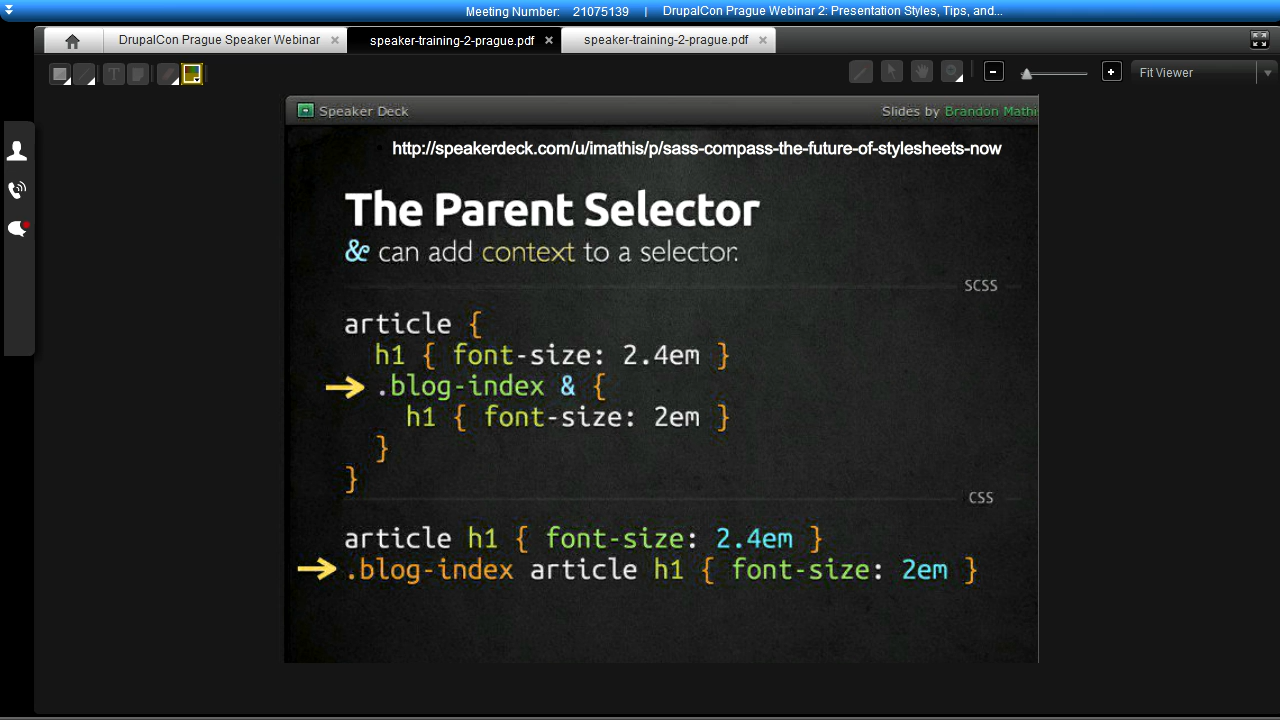 Meeting Number: 21075139 | DrupalCon Prague Webinar 2: Presentation Styles, Tips, and...
DrupalCon Prague Speaker Webinar × speaker-training-2-prague.pdf × speaker-training-2-prague.pdf ×
T Fit Viewer
Speaker Deck Slides by Brandon Mathi
http://speakerdeck.com/u/imathis/p/sass-compass-the-future-of-stylesheets-now
The Parent Selector
& can add context to a selector.
SCSS
article {
h1 { font-size: 2.4em }
.blog-index & {
h1 { font-size: 2em }
}
}
CSS
article h1 { font-size: 2.4em }
.blog-index article h1 { font-size: 2em }